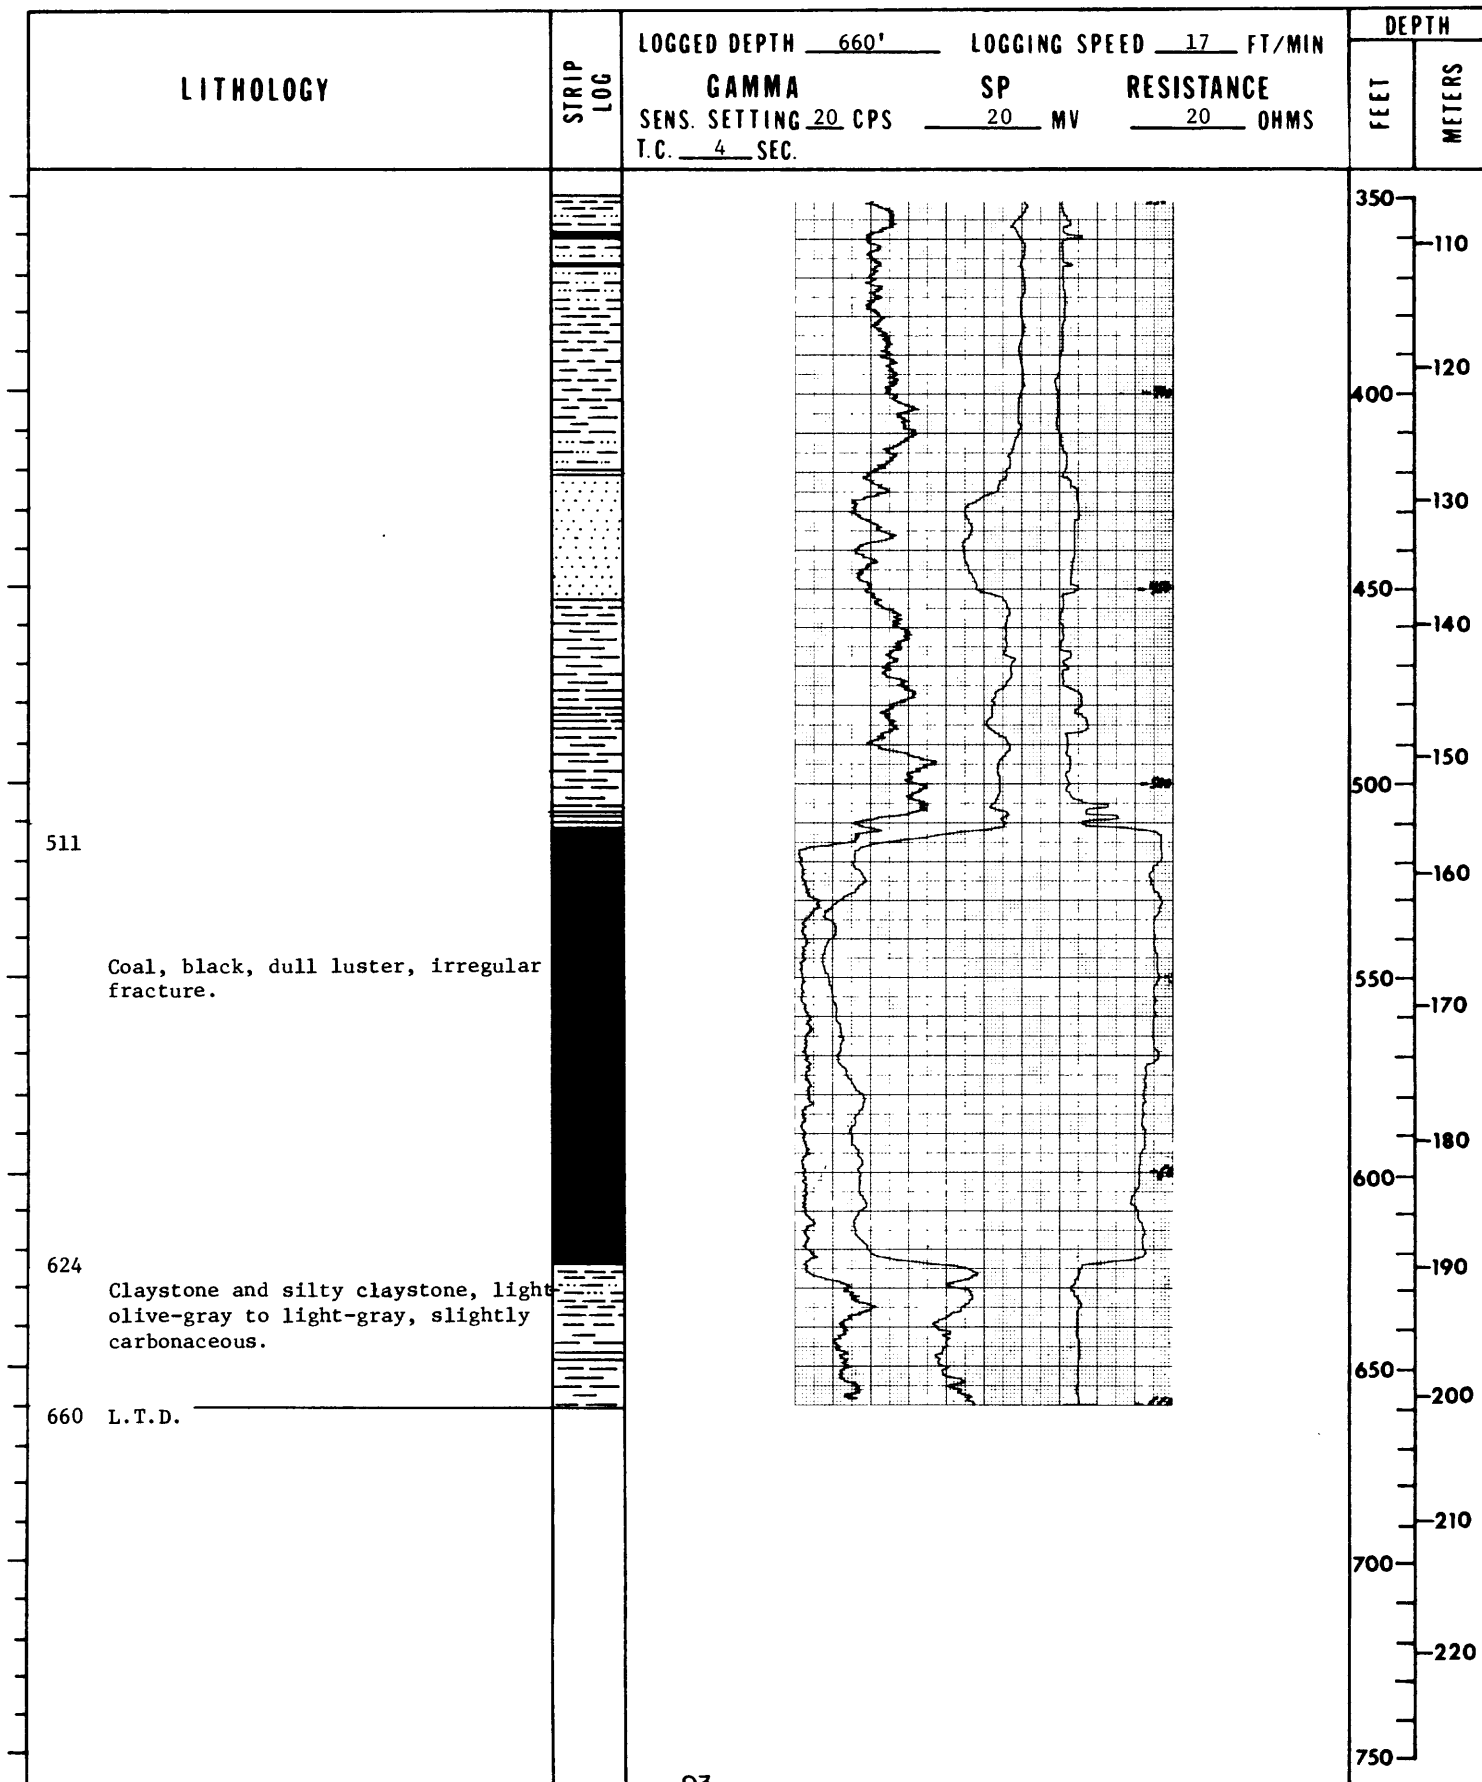 LITHOLOGY
STRIP LOG
LOGGED DEPTH 660' LOGGING SPEED 17 FT/MIN
GAMMA SP RESISTANCE
SENS. SETTING 20 CPS 20 MV 20 OHMS
T.C. 4 SEC.
DEPTH
FEET METERS
350
110
120
400
130
450
140
150
500
511
160
Coal, black, dull luster, irregular
fracture.
550
170
180
600
624
190
Claystone and silty claystone, light
olive-gray to light-gray, slightly
carbonaceous.
650
200
660 L.T.D.
210
700
220
750